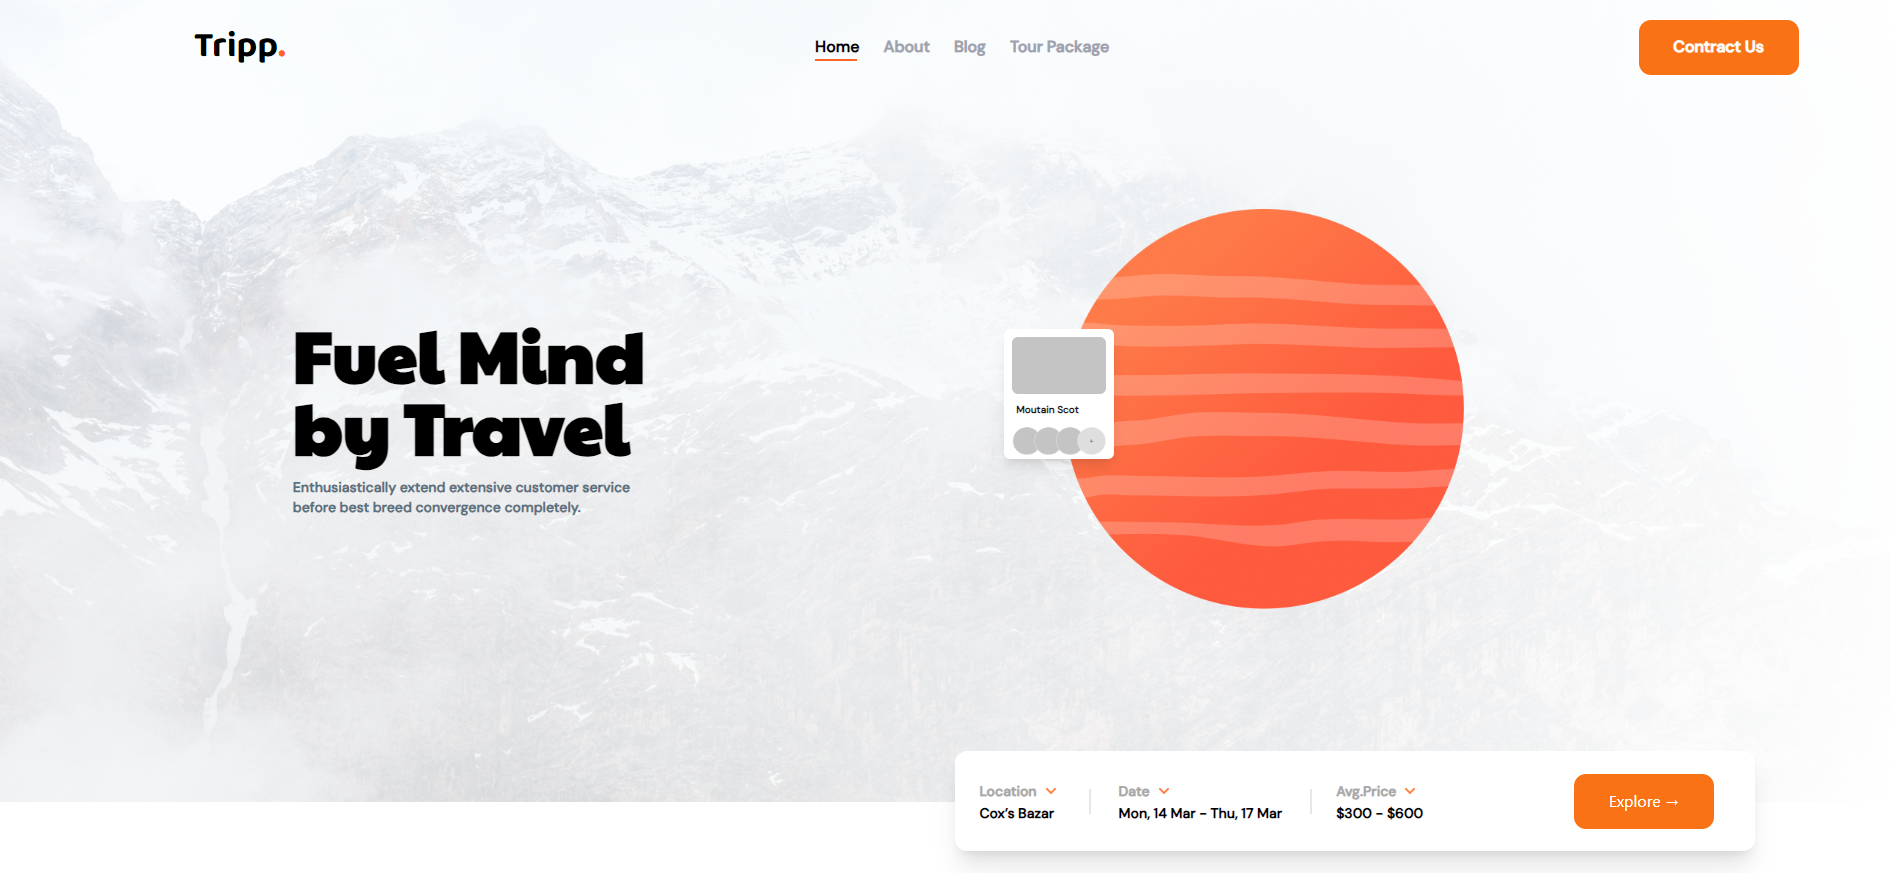 Tripp.
Home About Blog Tour Package
Contract Us
Fuel Mind
by Travel
Enthusiastically extend extensive customer service
before best breed convergence completely.
Moutain Scot
+
Location Date Avg.Price
Cox's Bazar Mon, 14 Mar - Thu, 17 Mar $300 - $600
Explore →